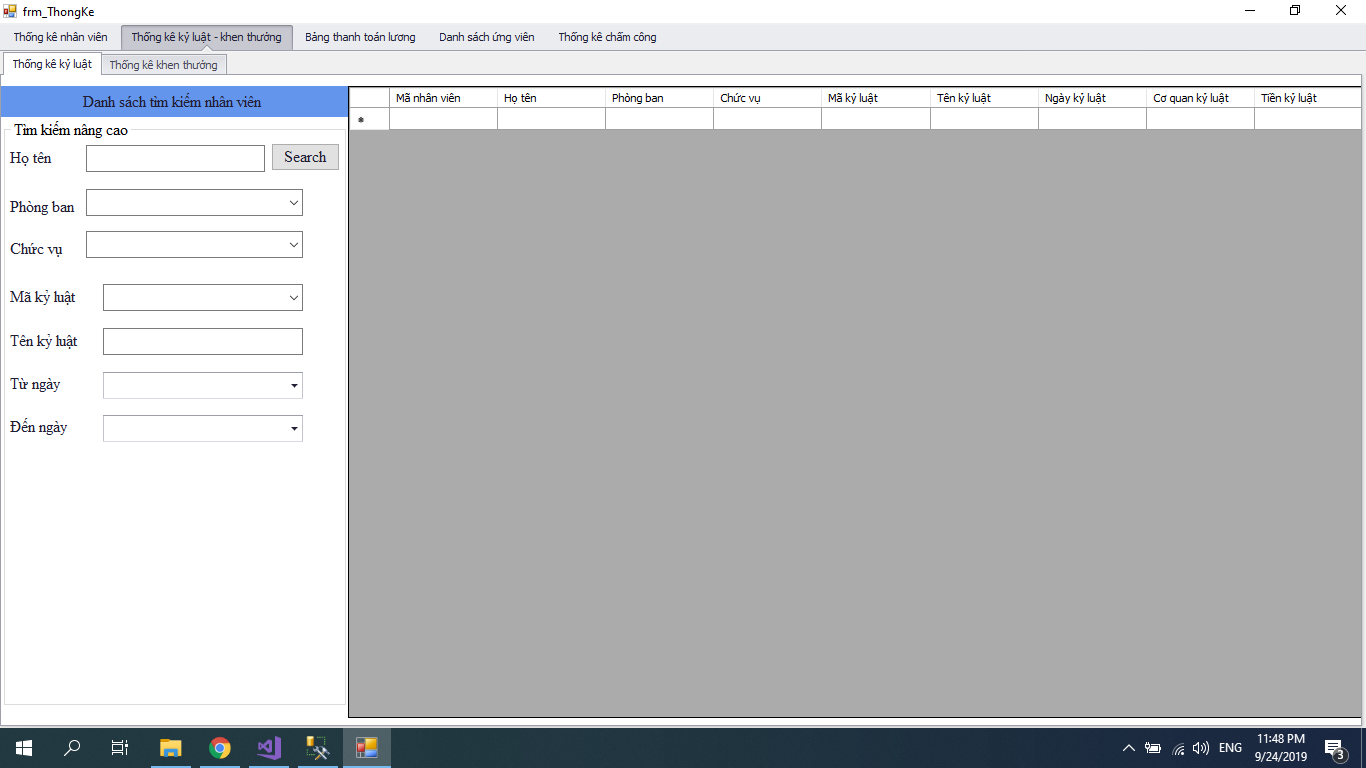 frm_ThongKe
Thống kê nhân viên Thống kê kỷ luật - khen thưởng Bảng thanh toán lương Danh sách ứng viên Thống kê chấm công
Thống kê kỷ luật Thống kê khen thưởng
Danh sách tìm kiếm nhân viên
Mã nhân viên Họ tên Phòng ban Chức vụ Mã kỷ luật Tên kỷ luật Ngày kỷ luật Cơ quan kỷ luật Tiền kỷ luật
Tìm kiếm nâng cao
Họ tên Search
Phòng ban
Chức vụ
Mã kỷ luật
Tên kỷ luật
Từ ngày
Đến ngày
ENG
11:48 PM
9/24/2019
3